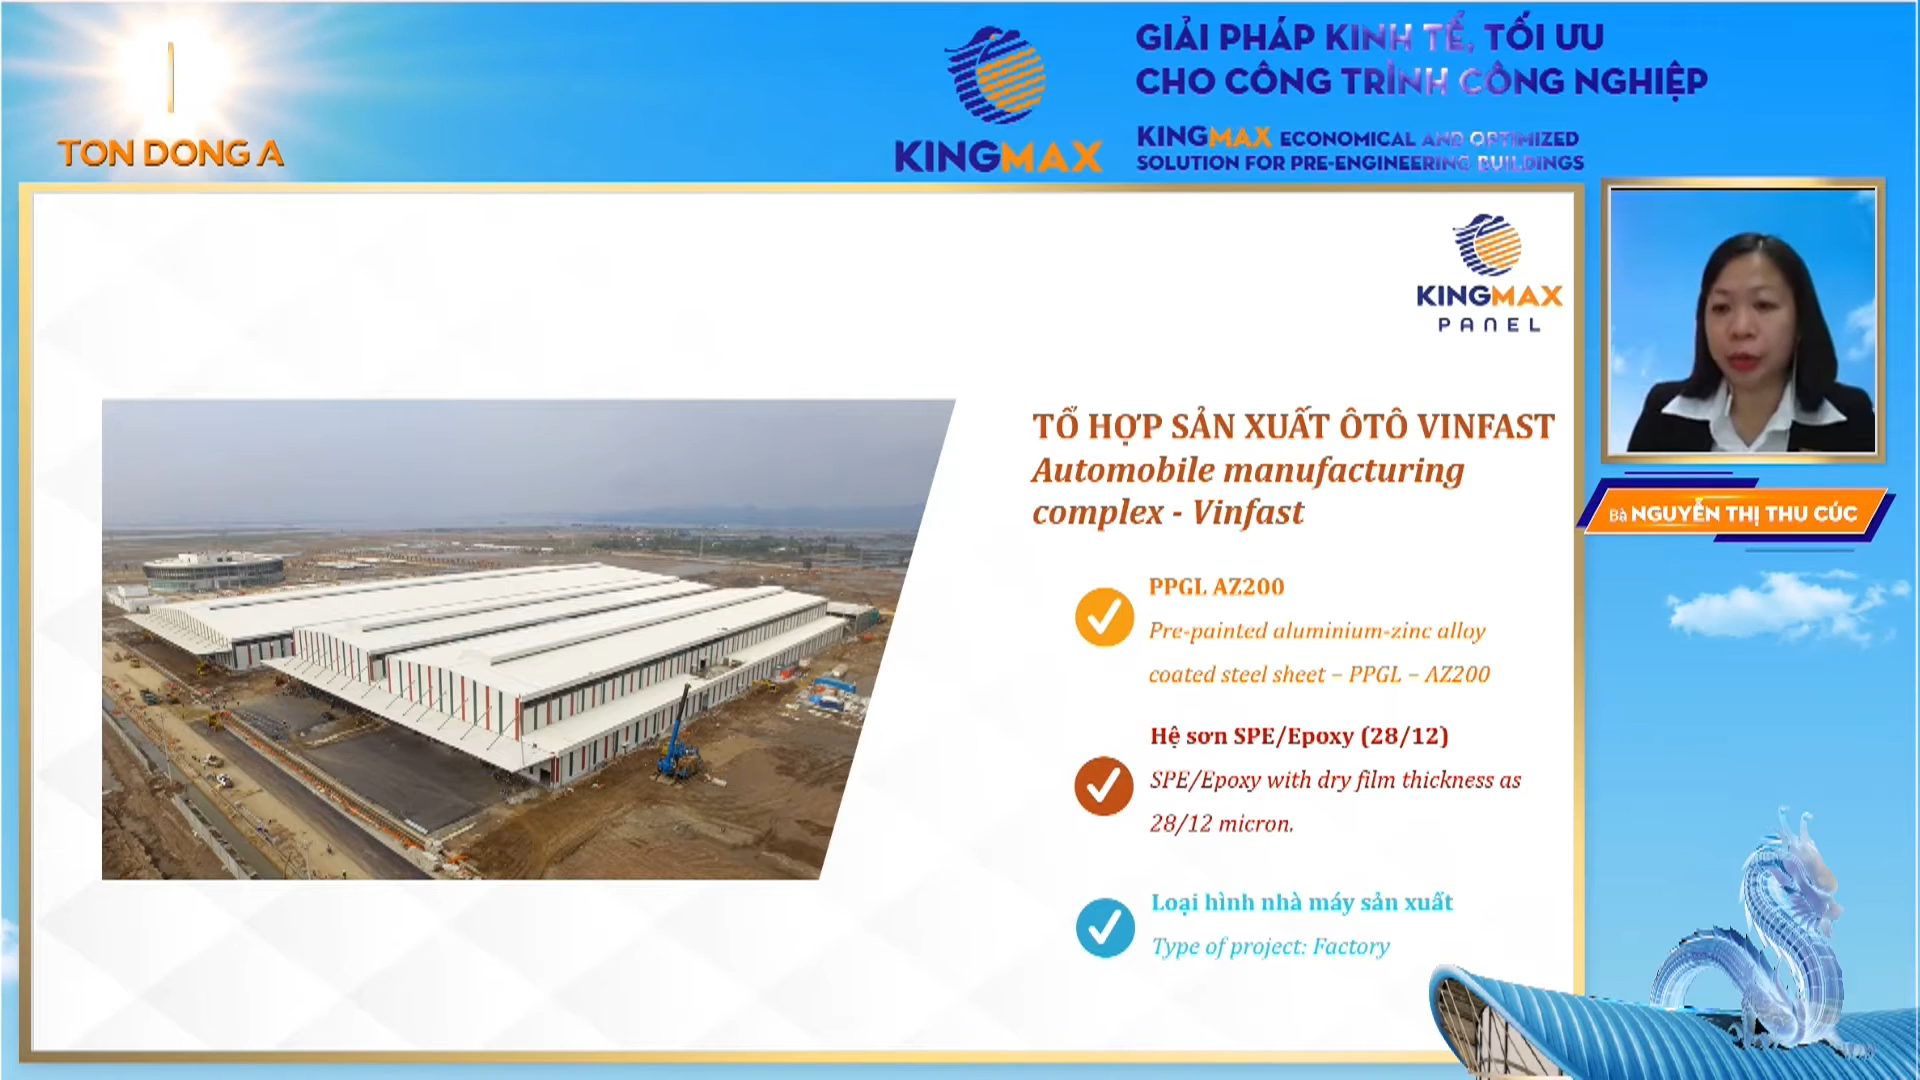 TON DONG A
KINGMAX
GIẢI PHÁP KINH TẾ, TỐI ƯU
CHO CÔNG TRÌNH CÔNG NGHIỆP
KINGMAX ECONOMICAL AND OPTIMIZED
SOLUTION FOR PRE-ENGINEERING BUILDINGS
KINGMAX
PANEL
TỔ HỢP SẢN XUẤT ÔTÔ VINFAST
Automobile manufacturing
complex - Vinfast
PPGL AZ200
Pre-painted aluminium-zinc alloy
coated steel sheet – PPGL – AZ200
Hệ sơn SPE/Epoxy (28/12)
SPE/Epoxy with dry film thickness as
28/12 micron.
Loại hình nhà máy sản xuất
Type of project: Factory
Bà NGUYỄN THỊ THU CÚC